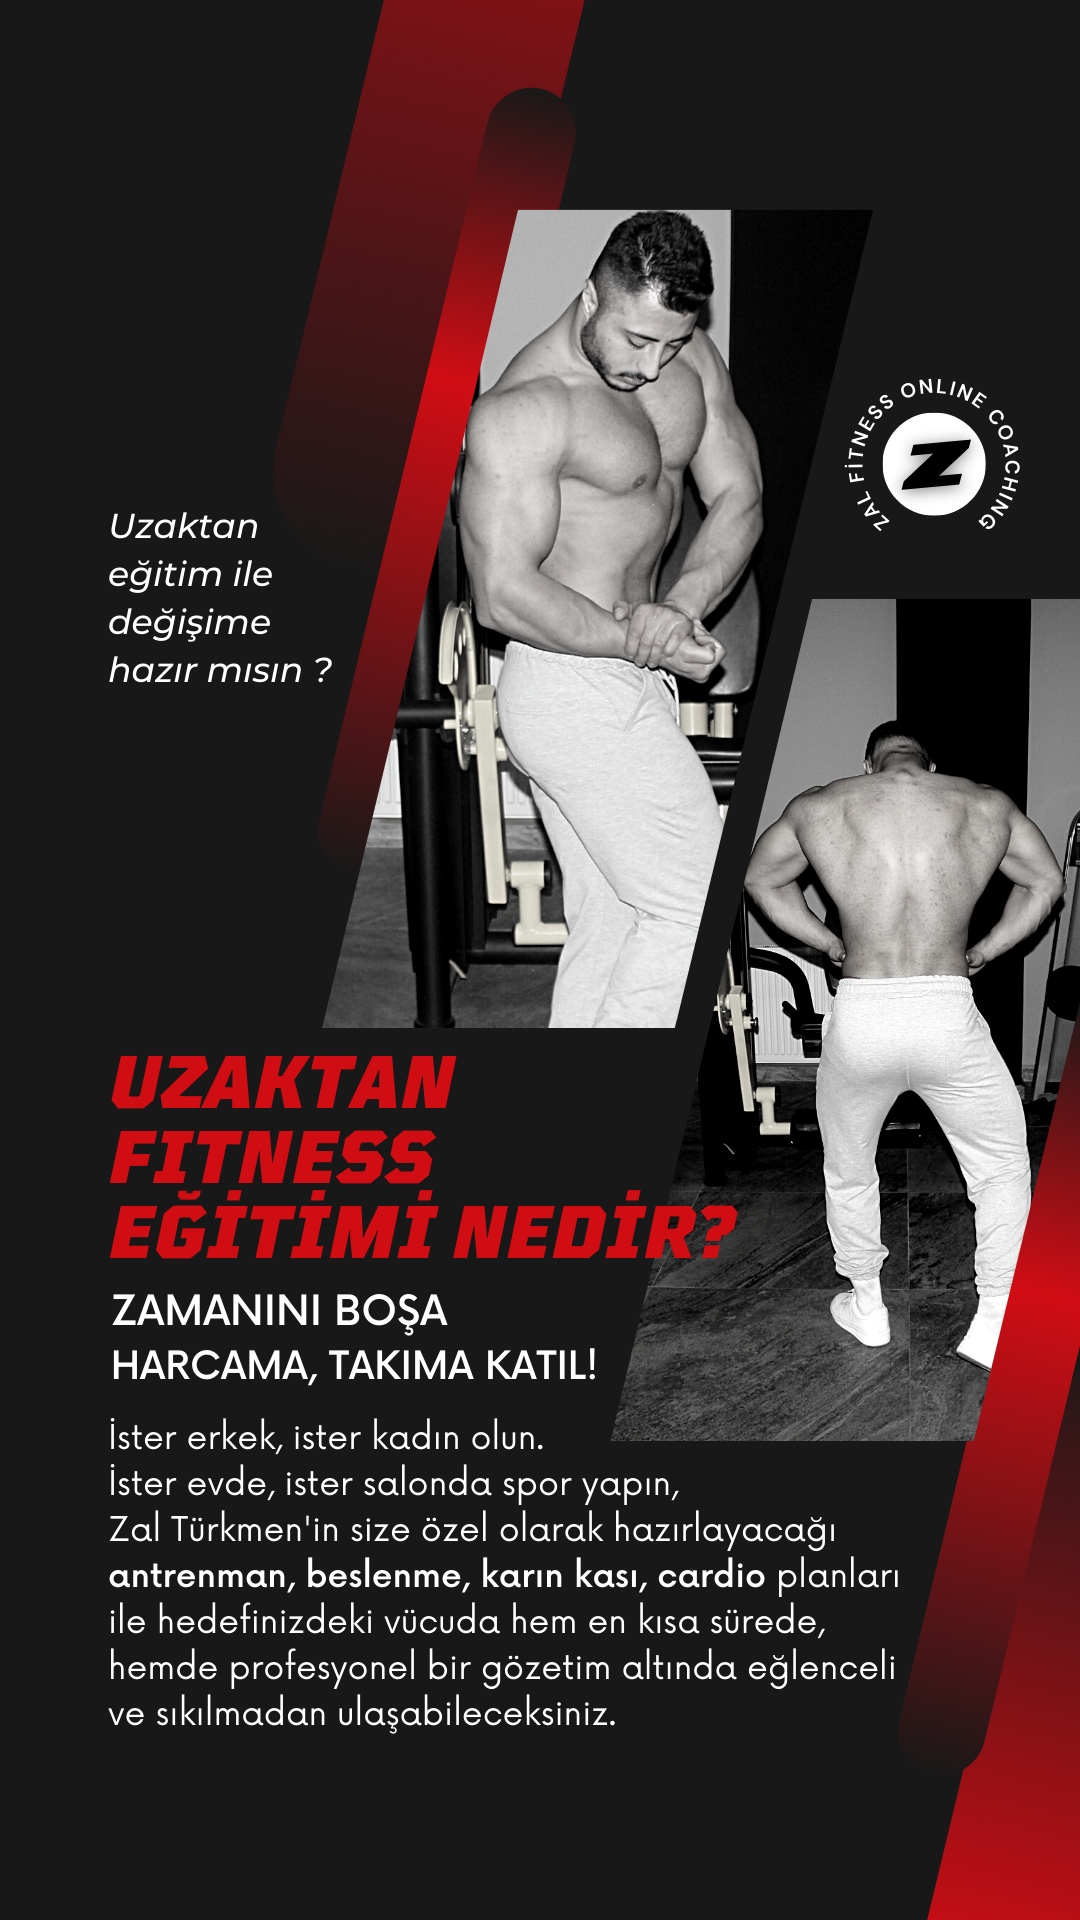 ZAL FİTNESS ONLINE COACHING
Z
Uzaktan
eğitim ile
değişime
hazır mısın ?
UZAKTAN
FITNESS
EĞİTİMİ NEDİR?
ZAMANINI BOŞA
HARCAMA, TAKIMA KATIL!
İster erkek, ister kadın olun.
İster evde, ister salonda spor yapın,
Zal Türkmen'in size özel olarak hazırlayacağı
antrenman, beslenme, karın kası, cardio planları
ile hedefinizdeki vücuda hem en kısa sürede,
hemde profesyonel bir gözetim altında eğlenceli
ve sıkılmadan ulaşabileceksiniz.